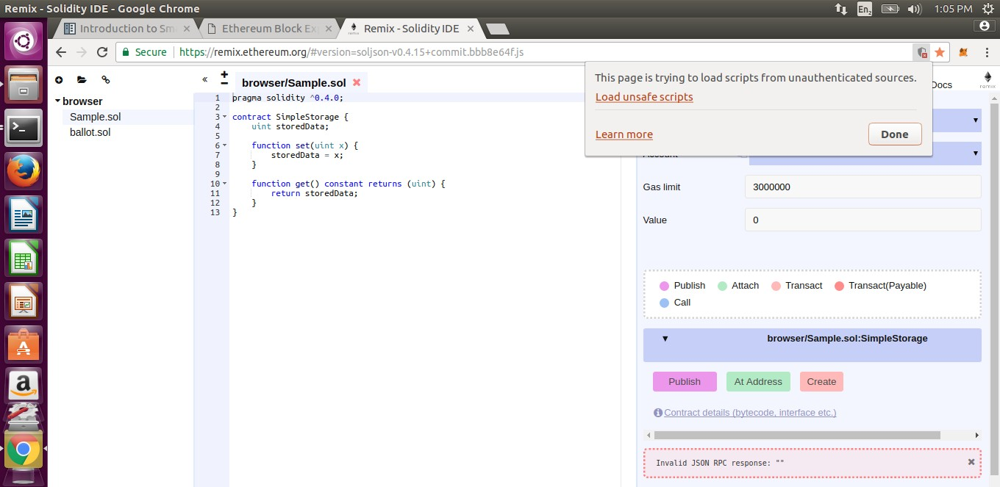 Remix - Solidity IDE - Google Chrome
En2
1:05 PM
Introduction to Sm
Ethereum Block Ex
Remix - Solidity IDE
Secure
https://remix.ethereum.org/#version=soljson-v0.4.15+commit.bbb8e64f.js
This page is trying to load scripts from unauthenticated sources.
Load unsafe scripts
Learn more
Done
Docs
remix
browser
Sample.sol
ballot.sol
browser/Sample.sol
1 pragma solidity ^0.4.0;
2
3 contract SimpleStorage {
4 uint storedData;
5
6 function set(uint x) {
7 storedData = x;
8 }
9
10 function get() constant returns (uint) {
11 return storedData;
12 }
13 }
Account
Gas limit
3000000
Value
0
Publish
Attach
Transact
Transact(Payable)
Call
browser/Sample.sol:SimpleStorage
Publish
At Address
Create
Contract details (bytecode, interface etc.)
Invalid JSON RPC response: ""